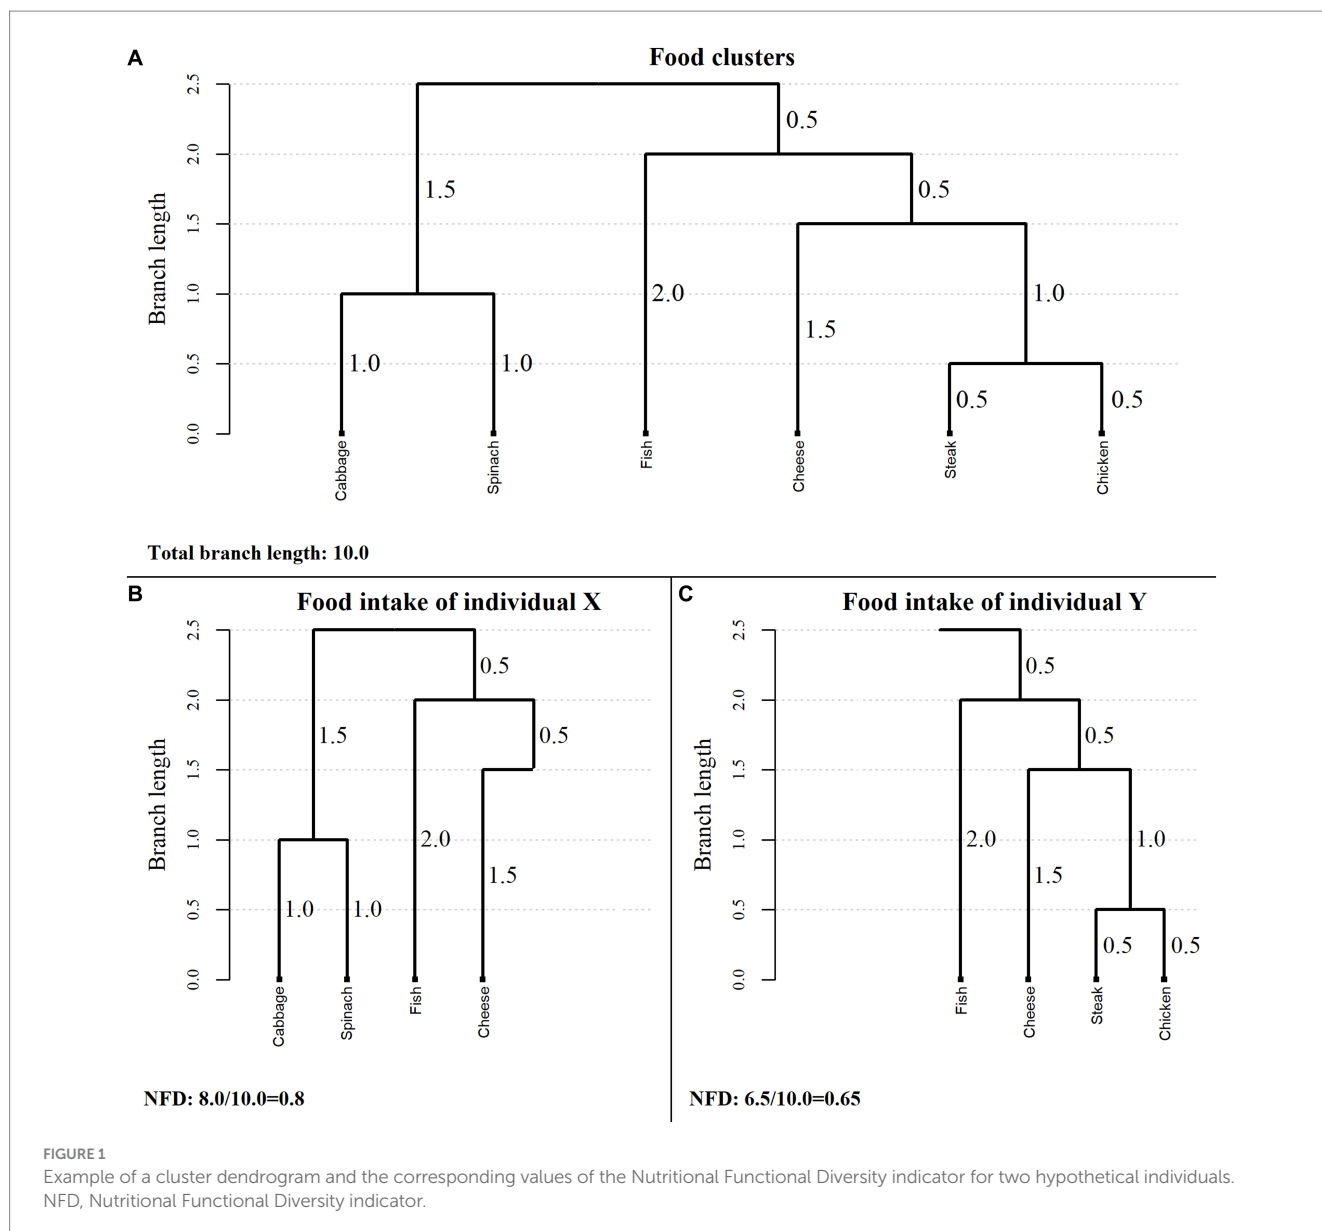 A
Food clusters
Branch length
2.5
2.0
1.5
1.0
0.5
0.0
0.5
1.5
0.5
2.0
1.0
1.5
1.0
1.0
0.5
0.5
Cabbage
Spinach
Fish
Cheese
Steak
Chicken
Total branch length: 10.0
B
Food intake of individual X
Branch length
2.5
2.0
1.5
1.0
0.5
0.0
0.5
1.5
0.5
2.0
1.5
1.0
1.0
Cabbage
Spinach
Fish
Cheese
NFD: 8.0/10.0=0.8
C
Food intake of individual Y
Branch length
2.5
2.0
1.5
1.0
0.5
0.0
0.5
0.5
2.0
1.0
1.5
0.5
0.5
Fish
Cheese
Steak
Chicken
NFD: 6.5/10.0=0.65
FIGURE 1
Example of a cluster dendrogram and the corresponding values of the Nutritional Functional Diversity indicator for two hypothetical individuals.
NFD, Nutritional Functional Diversity indicator.